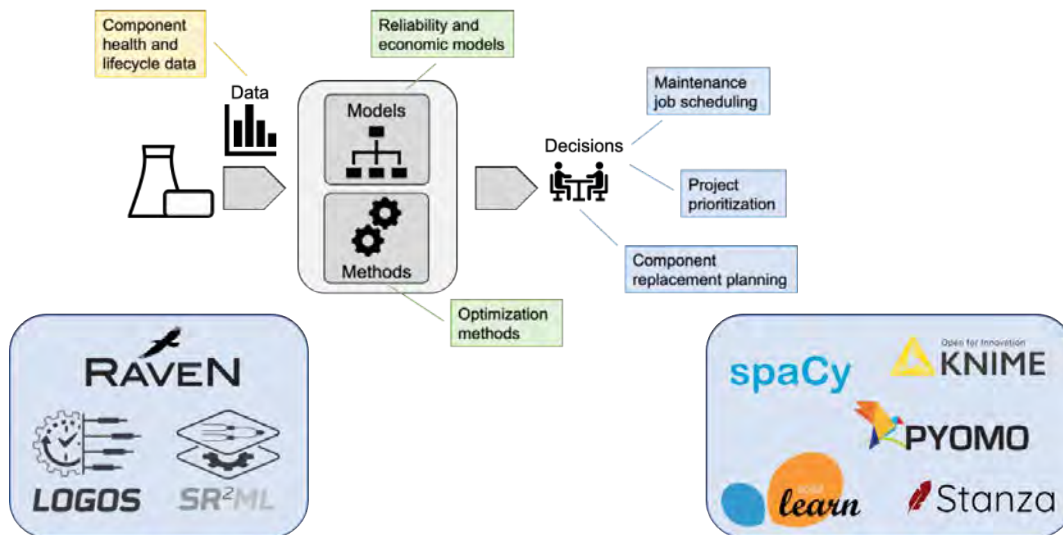 Component
health and
lifecycle data
Reliability and
economic models
Data
Models
Methods
Optimization
methods
Decisions
Maintenance
job scheduling
Project
prioritization
Component
replacement planning
RAVEN
LOGOS
SR²ML
spaCy
Open for Innovation
KNIME
PYOMO
learn
Stanza